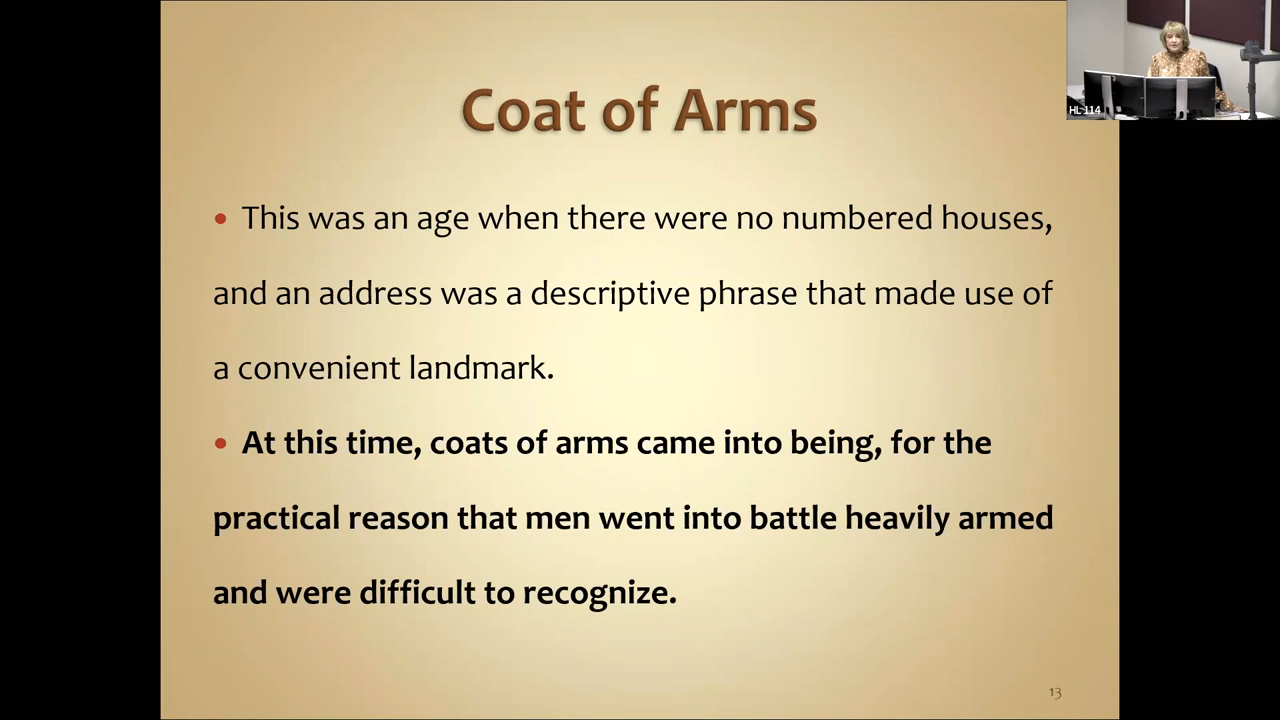 HL 114
Coat of Arms
• This was an age when there were no numbered houses,
and an address was a descriptive phrase that made use of
a convenient landmark.
• At this time, coats of arms came into being, for the
practical reason that men went into battle heavily armed
and were difficult to recognize.
13